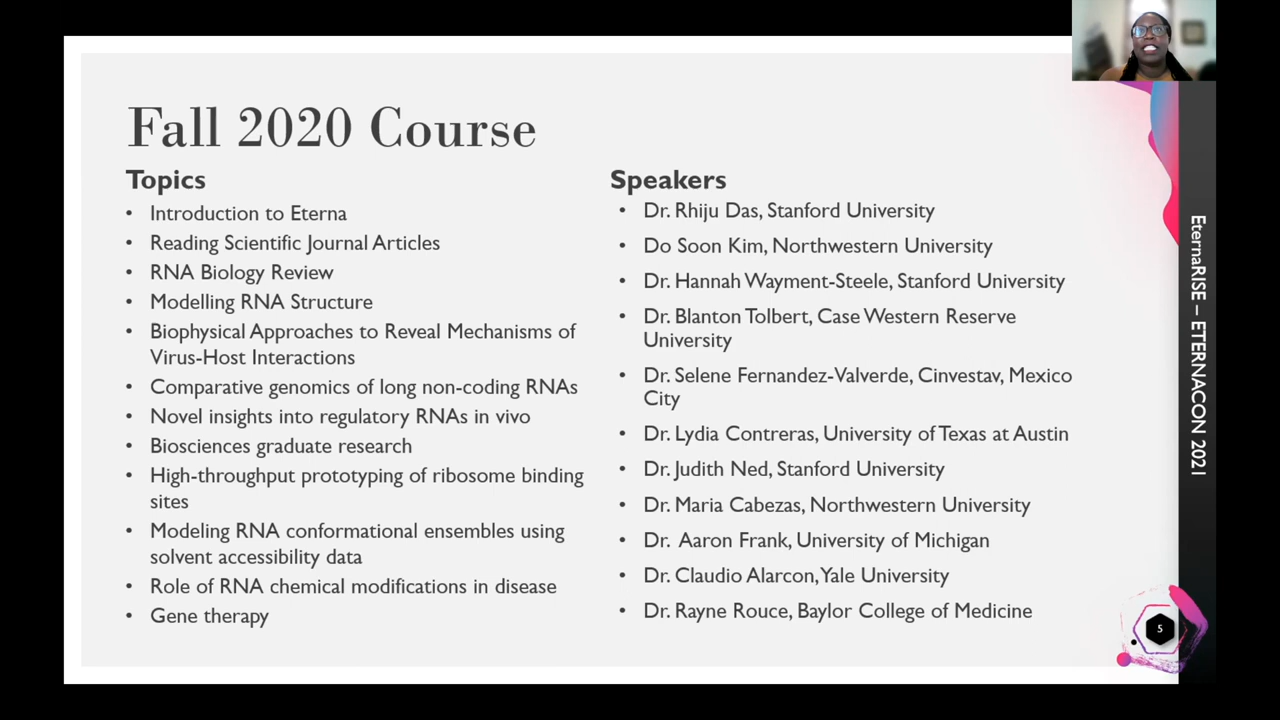 Fall 2020 Course
Topics
• Introduction to Eterna
• Reading Scientific Journal Articles
• RNA Biology Review
• Modelling RNA Structure
• Biophysical Approaches to Reveal Mechanisms of
Virus-Host Interactions
• Comparative genomics of long non-coding RNAs
• Novel insights into regulatory RNAs in vivo
• Biosciences graduate research
• High-throughput prototyping of ribosome binding
sites
• Modeling RNA conformational ensembles using
solvent accessibility data
• Role of RNA chemical modifications in disease
• Gene therapy
Speakers
• Dr. Rhiju Das, Stanford University
• Do Soon Kim, Northwestern University
• Dr. Hannah Wayment-Steele, Stanford University
• Dr. Blanton Tolbert, Case Western Reserve
University
• Dr. Selene Fernandez-Valverde, Cinvestav, Mexico
City
• Dr. Lydia Contreras, University of Texas at Austin
• Dr. Judith Ned, Stanford University
• Dr. Maria Cabezas, Northwestern University
• Dr. Aaron Frank, University of Michigan
• Dr. Claudio Alarcon, Yale University
• Dr. Rayne Rouce, Baylor College of Medicine
EternaRISE – ETERNACON 2021
5